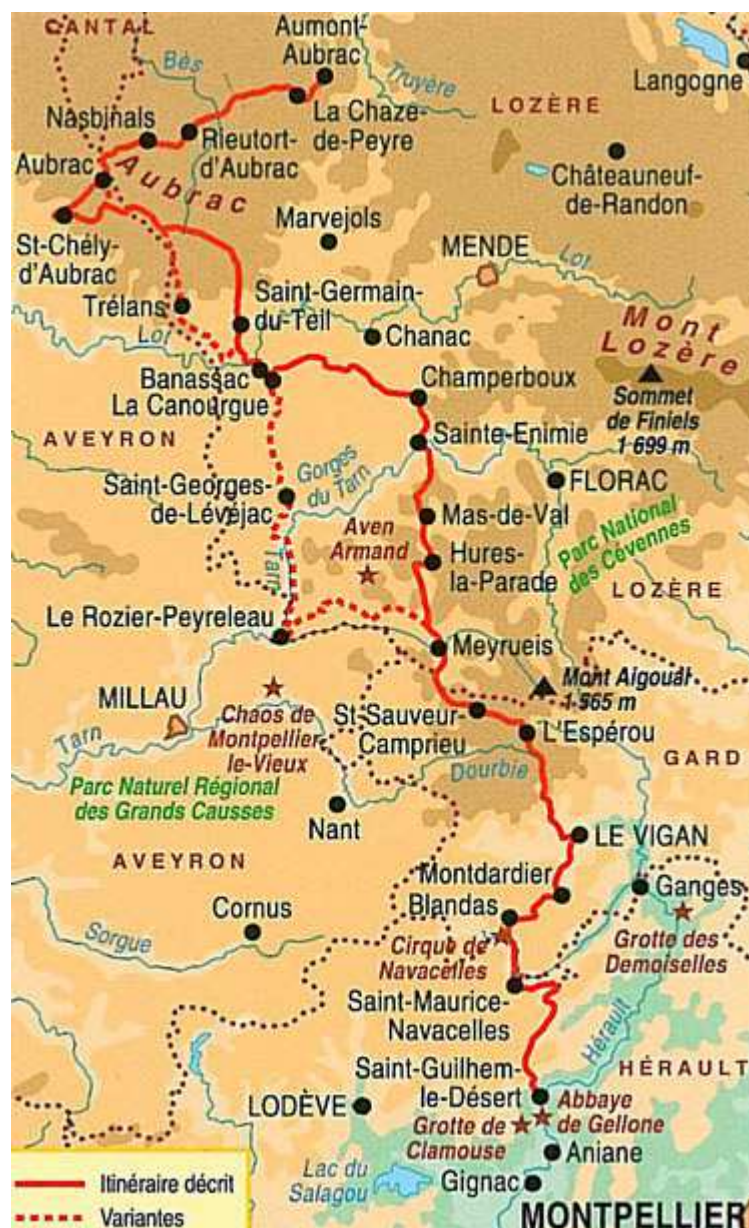 CANTAL
Aumont-
Aubrac
Bès
Truyère
Langogne
La Chaze-
de-Peyre
LOZÈRE
Nasbinals
Rieutort-
d'Aubrac
Aubrac
Aubrac
Châteauneuf-
de-Randon
St-Chély-
d'Aubrac
Marvejols
MENDE
Lot
Trélans
Saint-Germain-
du-Teil
Lot
Chanac
Mont
Lozère
Banassac
La Canourgue
Champerboux
Sommet
de Finiels
1 699 m
AVEYRON
Sainte-Enimie
Saint-Georges-
de-Lévéjac
Gorges
du Tarn
FLORAC
Mas-de-Val
Aven
Armand
Parc National
des Cévennes
Tarn
Hures-
la-Parade
LOZÈRE
Le Rozier-Peyreleau
Meyrueis
Mont Aigoual
1 565 m
MILLAU
Chaos de
Montpellier
le-Vieux
St Sauveur-
Camprieu
L'Espérou
Tarn
Dourbie
GARD
Parc Naturel Régional
des Grands Causses
Nant
LE VIGAN
AVEYRON
Montdardier
Blandas
Ganges
Cornus
Sorgue
Cirque de
Navacelles
Grotte des
Demoiselles
Saint-Maurice-
Navacelles
Hérault
Saint-Guilhem-
le-Désert
HÉRAULT
LODÈVE
Abbaye
de Gellone
Grotte de
Clamouse
Aniane
Lac du
Salagou
Gignac
MONTPELLIER
Itinéraire décrit
Variantes